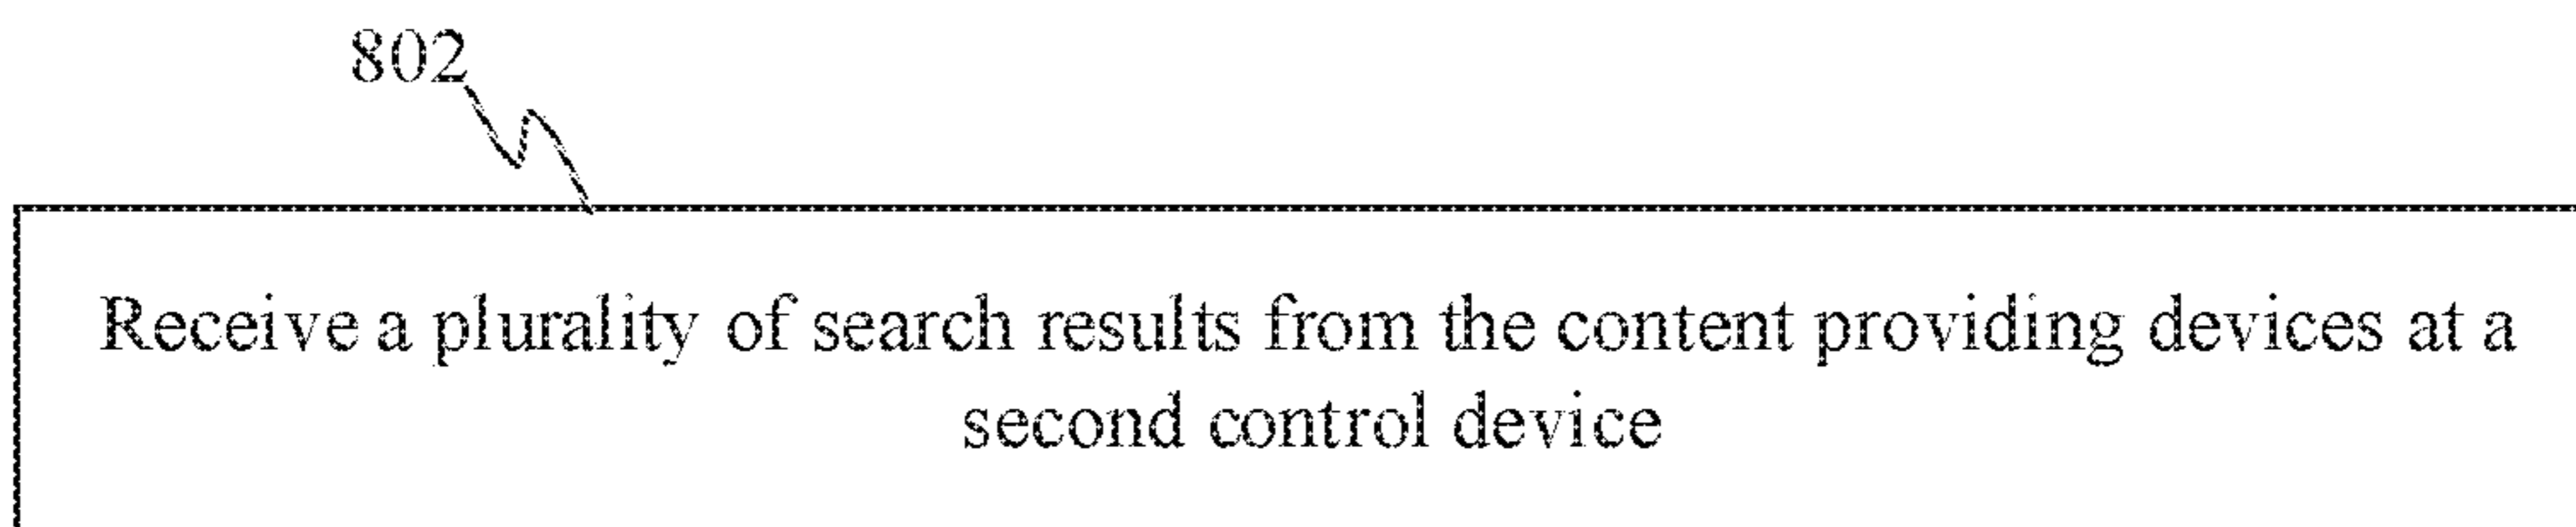 802
Receive a plurality of search results from the content providing devices at a
second control device